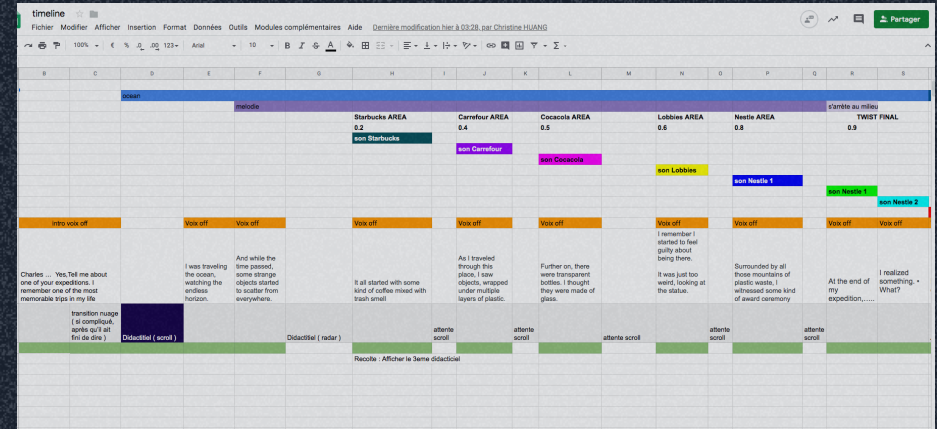 timeline
Fichier Modifier Afficher Insertion Format Données Outils Modules complémentaires Aide Dernière modification hier à 03:28, par Christine HUANG
Partager
100% € % .0 .00 123 Arial 10 B I S A
B C D E F G H I J K L M N O P Q R S
ocean
melodie s'arrête au milieu
Starbucks AREA Carrefour AREA Cocacola AREA Lobbies AREA Nestle AREA TWIST FINAL
0.2 0.4 0.5 0.6 0.8 0.9
son Starbucks
son Carrefour
son Cocacola
son Lobbies
son Nestle 1
son Nestle 1
son Nestle 2
intro voix off Voix off Voix off Voix off Voix off Voix off Voix off Voix off Voix off Voix off
Charles ... Yes,Tell me about
one of your expeditions. I
remember one of the most
memorable trips in my life
I was traveling
the ocean,
watching the
endless
horizon.
And while the
time passed,
some strange
objects started
to scatter from
everywhere.
It all started with some
kind of coffee mixed with
trash smell
As I traveled
through this
place, I saw
objects, wrapped
under multiple
layers of plastic.
Further on, there
were transparent
bottles. I thought
they were made of
glass.
I remember I
started to feel
guilty about
being there.
It was just too
weird, looking at
the statue.
Surrounded by all
those mountains of
plastic waste, I
witnessed some kind
of award ceremony
At the end of
my
expedition,.....
I realized
something. •
What?
transition nuage
( si compliqué,
après qu'il ait
fini de dire )
Didactitiel ( scroll )
Didactitiel ( radar )
attente
scroll
attente
scroll
attente scroll
attente
scroll
attente
scroll
Recolte : Afficher le 3eme didacticiel